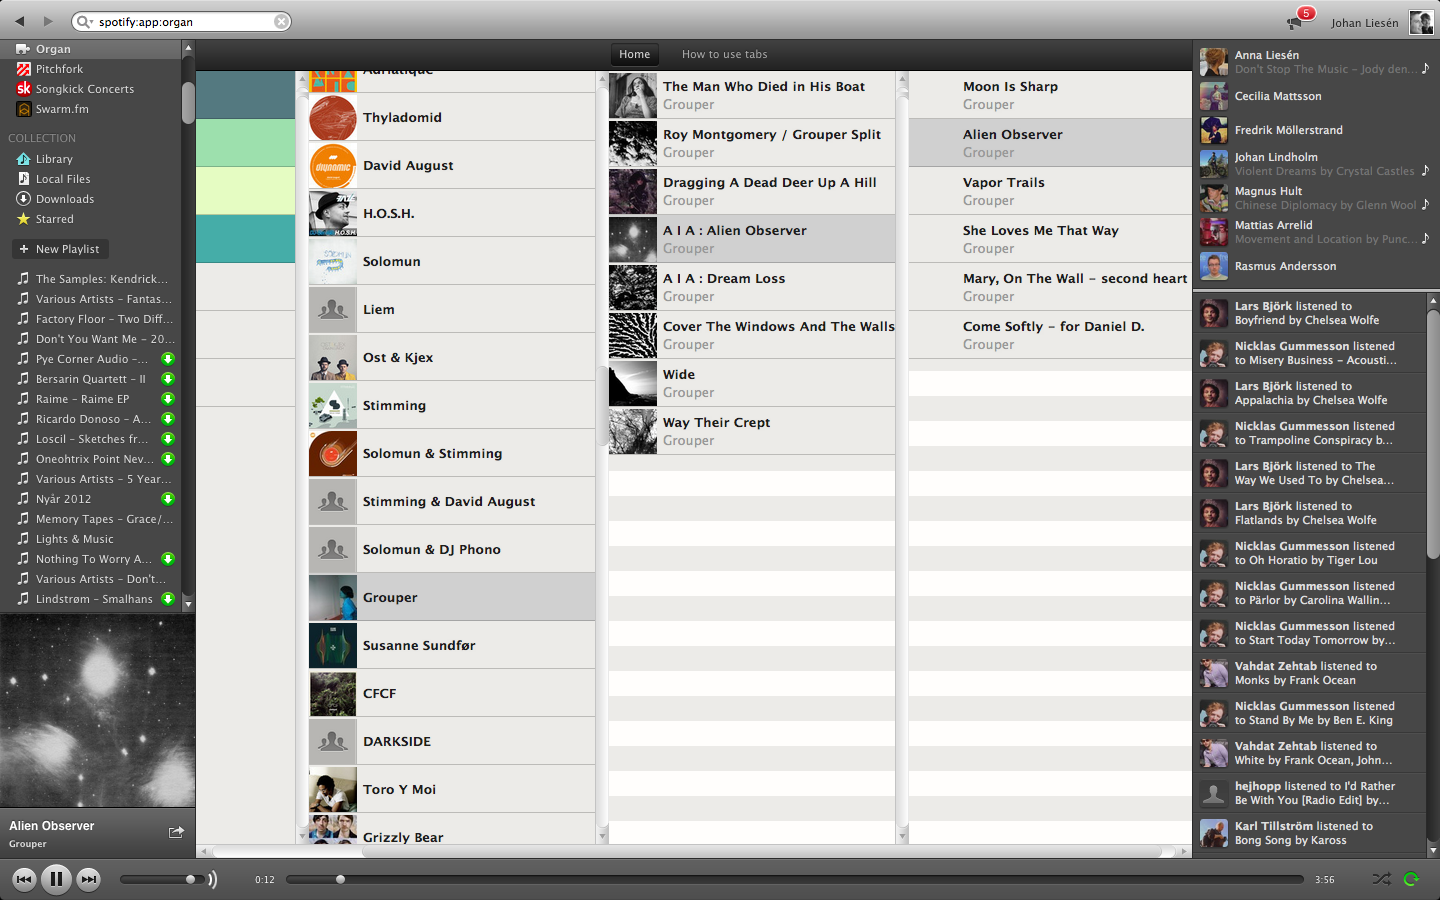 spotify:app:organ
5
Johan Liesén
Organ
Pitchfork
Songkick Concerts
Swarm.fm
COLLECTION
Library
Local Files
Downloads
Starred
+ New Playlist
The Samples: Kendrick...
Various Artists – Fantas...
Factory Floor – Two Diff...
Don't You Want Me – 20...
Pye Corner Audio –...
Bersarin Quartett – II
Raime – Raime EP
Ricardo Donoso – A...
Loscil – Sketches fr...
Oneohtrix Point Nev...
Various Artists – 5 Year...
Nyår 2012
Memory Tapes – Grace/...
Lights & Music
Nothing To Worry A...
Various Artists – Don't...
Lindstrøm – Smalhans
Alien Observer
Grouper
Home
How to use tabs
Adriatique
Thyladomid
David August
H.O.S.H.
Solomun
Liem
Ost & Kjex
Stimming
Solomun & Stimming
Stimming & David August
Solomun & DJ Phono
Grouper
Susanne Sundfør
CFCF
DARKSIDE
Toro Y Moi
Grizzly Bear
The Man Who Died in His Boat
Grouper
Roy Montgomery / Grouper Split
Grouper
Dragging A Dead Deer Up A Hill
Grouper
A I A : Alien Observer
Grouper
A I A : Dream Loss
Grouper
Cover The Windows And The Walls
Grouper
Wide
Grouper
Way Their Crept
Grouper
Moon Is Sharp
Grouper
Alien Observer
Grouper
Vapor Trails
Grouper
She Loves Me That Way
Grouper
Mary, On The Wall – second heart
Grouper
Come Softly – for Daniel D.
Grouper
Anna Liesén
Don't Stop The Music – Jody den...
Cecilia Mattsson
Fredrik Möllerstrand
Johan Lindholm
Violent Dreams by Crystal Castles
Magnus Hult
Chinese Diplomacy by Glenn Wool
Mattias Arrelid
Movement and Location by Punc...
Rasmus Andersson
Lars Björk listened to
Boyfriend by Chelsea Wolfe
Nicklas Gummesson listened
to Misery Business – Acousti...
Lars Björk listened to
Appalachia by Chelsea Wolfe
Nicklas Gummesson listened
to Trampoline Conspiracy b...
Lars Björk listened to The
Way We Used To by Chelsea...
Lars Björk listened to
Flatlands by Chelsea Wolfe
Nicklas Gummesson listened
to Oh Horatio by Tiger Lou
Nicklas Gummesson listened
to Pärlor by Carolina Wallin...
Nicklas Gummesson listened
to Start Today Tomorrow by...
Vahdat Zehtab listened to
Monks by Frank Ocean
Nicklas Gummesson listened
to Stand By Me by Ben E. King
Vahdat Zehtab listened to
White by Frank Ocean, John...
hejhopp listened to I'd Rather
Be With You [Radio Edit] by...
Karl Tillström listened to
Bong Song by Kaross
0:12
3:56